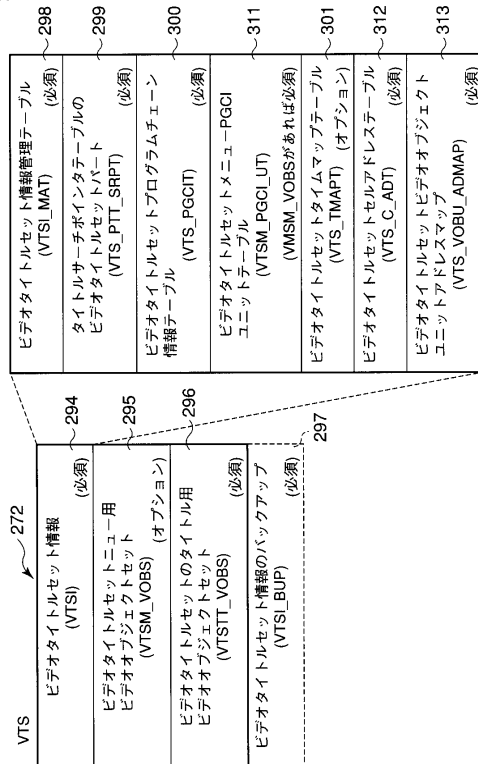 VTS
272
ビデオタイトルセット情報
(VTSI)
(必須)
294
ビデオタイトルセットニュー用
ビデオオブジェクトセット
(VTSM_VOBS)
(オプション)
295
ビデオタイトルセットのタイトル用
ビデオオブジェクトセット
(VTSTT_VOBS)
(必須)
296
ビデオタイトルセット情報のバックアップ
(VTSI_BUP)
(必須)
297
ビデオタイトルセット情報管理テーブル
(VTSI_MAT)
(必須)
298
タイトルサーチポインタテーブルの
ビデオタイトルセットパート
(VTS_PTT_SRPT)
(必須)
299
ビデオタイトルセットプログラムチェーン
情報テーブル
(VTS_PGCIT)
(必須)
300
ビデオタイトルセットメニューPGCI
ユニットテーブル
(VTSM_PGCI_UT)
(VMSM_VOBSがあれば必須)
311
ビデオタイトルセットタイムマップテーブル
(VTS_TMAPT)
(オプション)
301
ビデオタイトルセットセルアドレステーブル
(VTS_C_ADT)
(必須)
312
ビデオタイトルセットビデオオブジェクト
ユニットアドレスマップ
(VTS_VOBU_ADMAP)
(必須)
313